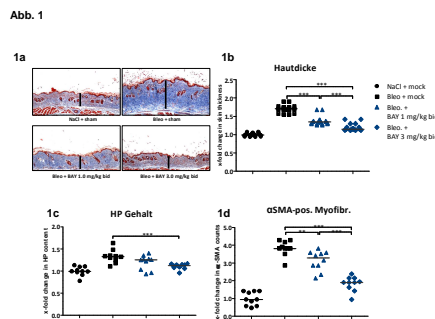 Abb. 1
1a
NaCl + sham
Bleo + sham
Bleo + BAY 1.0 mg/kg bid
Bleo + BAY 3.0 mg/kg bid
1b
Hautdicke
x-fold change in skin thickness
2.5
2.0
1.5
1.0
0.5
0.0
***
*** ***
NaCl + mock
Bleo + mock
Bleo. +
BAY 1 mg/kg bi
Bleo. +
BAY 3 mg/kg bi
1c
HP Gehalt
x-fold change in HP content
2.0
1.5
1.0
0.5
0.0
***
1d
αSMA-pos. Myofibr.
x-fold change in α-SMA counts
5.0
4.0
3.0
2.0
1.0
0.0
***
** ***